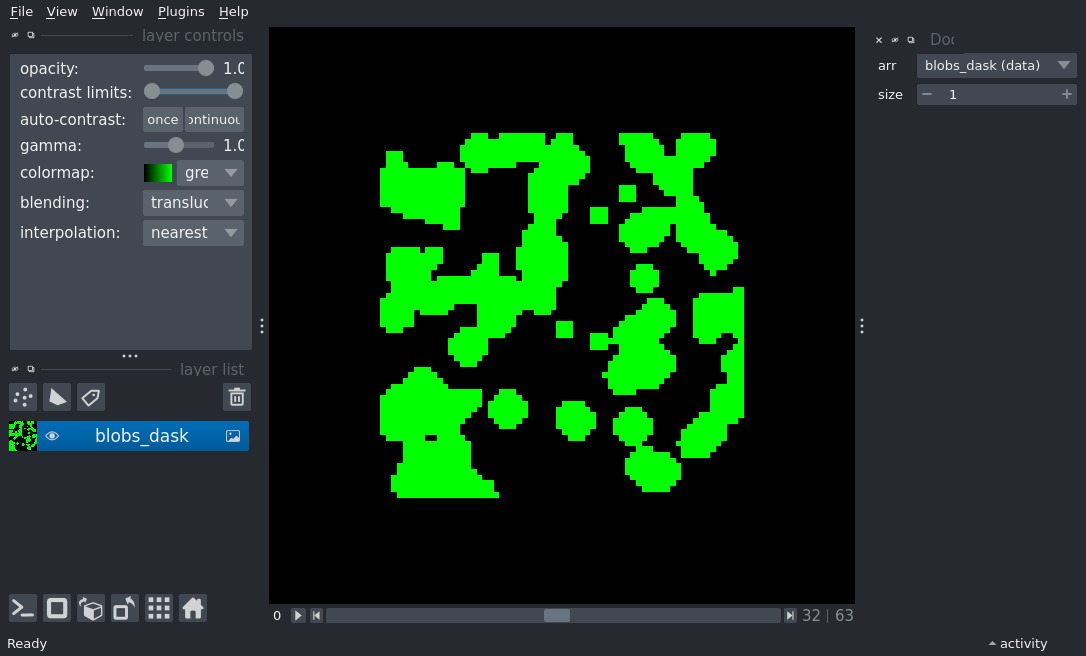 File View Window Plugins Help
layer controls
opacity: 1.0
contrast limits:
auto-contrast: once ontinuou
gamma: 1.0
colormap: gre
blending: transluc
interpolation: nearest
layer list
blobs_dask
0 32 | 63
Ready
Doc
arr blobs_dask (data)
size 1
activity